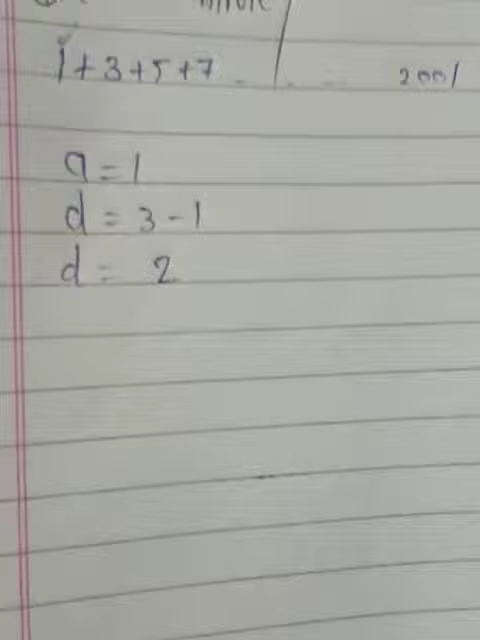 1+3+5+7 . . . . 2001
a = 1
d = 3 - 1
d = 2